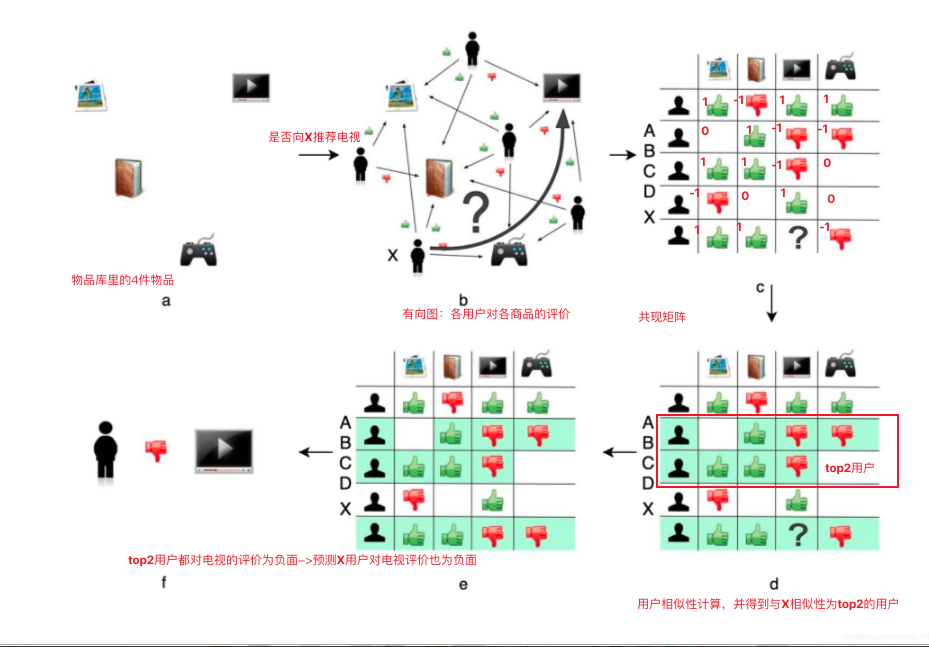 是否向X推荐电视
物品库里的4件物品
a
X
?
b
有向图：各用户对各商品的评价
A
B
C
D
X
1 -1 1 1
0 1 -1 -1
1 1 -1 0
-1 0 1 0
1 1 ? -1
c
共现矩阵
A
B
C
D
X
top2用户
?
d
用户相似性计算，并得到与X相似性为top2的用户
A
B
C
D
X
e
top2用户都对电视的评价为负面->预测X用户对电视评价也为负面
f